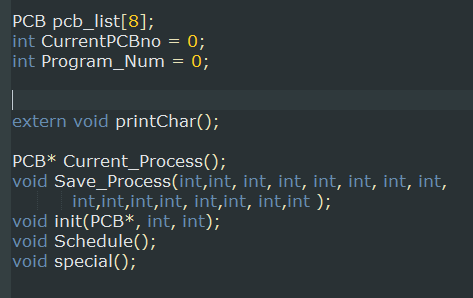 PCB pcb_list[8];
int CurrentPCBno = 0;
int Program_Num = 0;
extern void printChar();
PCB* Current_Process();
void Save_Process(int,int, int, int, int, int, int, int,
int,int,int,int, int,int, int,int );
void init(PCB*, int, int);
void Schedule();
void special();